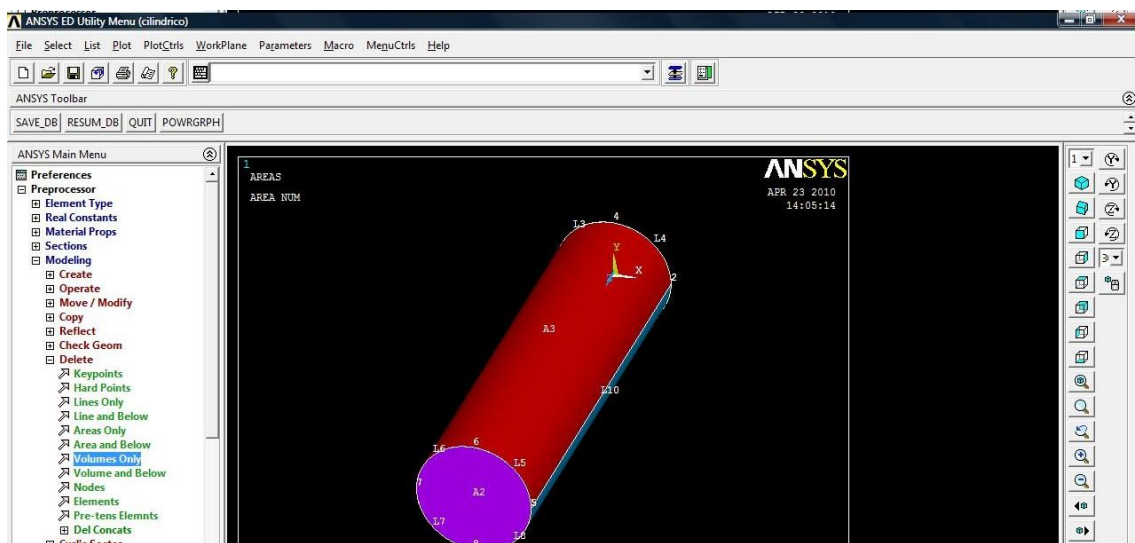 ANSYS ED Utility Menu (cilindrico)
File Select List Plot PlotCtrls WorkPlane Parameters Macro MenuCtrls Help
ANSYS Toolbar
SAVE_DB RESUM_DB QUIT POWRGRPH
ANSYS Main Menu
Preferences
Preprocessor
Element Type
Real Constants
Material Props
Sections
Modeling
Create
Operate
Move / Modify
Copy
Reflect
Check Geom
Delete
Keypoints
Hard Points
Lines Only
Line and Below
Areas Only
Area and Below
Volumes Only
Volume and Below
Nodes
Elements
Pre-tens Elemnts
Del Concats
1
AREAS
AREA NUM
ANSYS
APR 23 2010
14:05:14
L3
4
L4
Y
X
2
A3
L10
L6
6
L5
7
A2
5
L7
8
L8
1